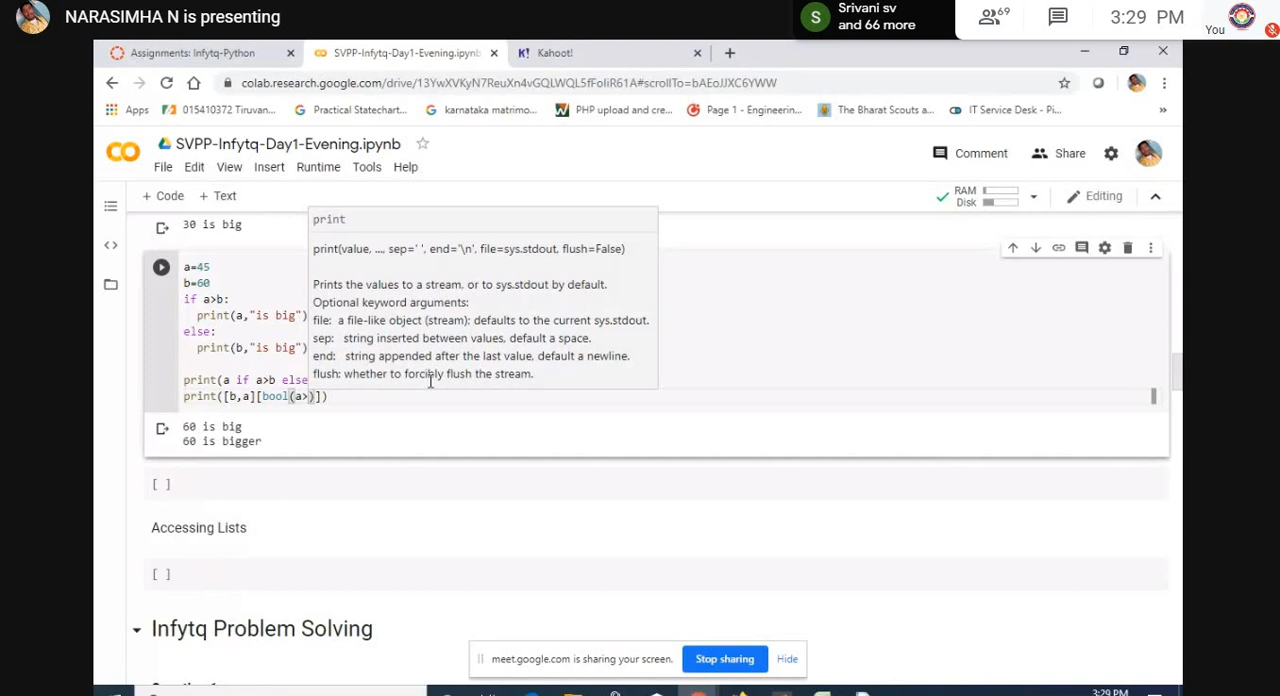 NARASIMHA N is presenting
S
Srivani sv
and 66 more
69
3:29 PM
You
Assignments: Infytq-Python
SVPP-Infytq-Day1-Evening.ipynb
K!
Kahoot!
colab.research.google.com/drive/13YwXVKyN7ReuXn4vGQLWQL5fFoIiR61A#scrollTo=bAEoJJXC6YWW
Apps
015410372 Tiruvan...
Practical Statechart...
karnataka matrimo...
PHP upload and cre...
Page 1 - Engineerin...
The Bharat Scouts a...
IT Service Desk - Pi...
»
SVPP-Infytq-Day1-Evening.ipynb
File Edit View Insert Runtime Tools Help
Comment
Share
+ Code + Text
RAM
Disk
Editing
30 is big
print
print(value, ..., sep=' ', end='\n', file=sys.stdout, flush=False)
Prints the values to a stream, or to sys.stdout by default.
Optional keyword arguments:
file: a file-like object (stream): defaults to the current sys.stdout.
sep: string inserted between values, default a space.
end: string appended after the last value, default a newline.
flush: whether to forcibly flush the stream.
a=45
b=60
if a>b:
print(a,"is big")
else:
print(b,"is big")
print(a if a>b else
print([b,a][bool(a>)])
60 is big
60 is bigger
[ ]
Accessing Lists
[ ]
Infytq Problem Solving
meet.google.com is sharing your screen.
Stop sharing
Hide
3:29 PM